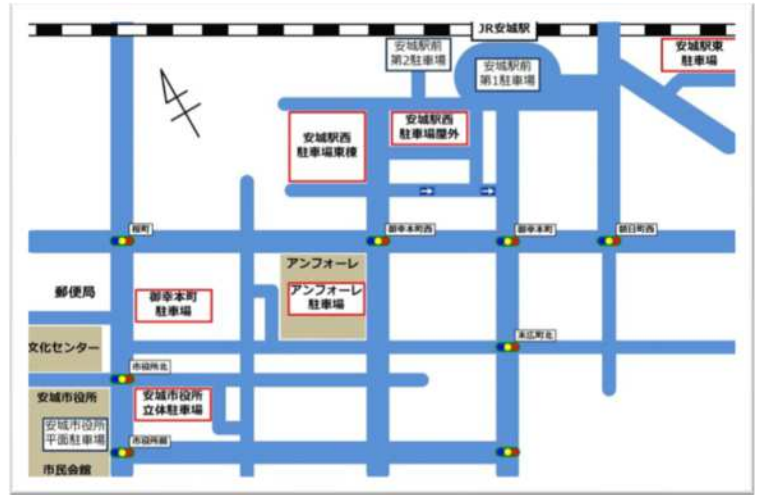 JR安城駅
安城駅前
第2駐車場
安城駅前
第1駐車場
安城駅東
駐車場
安城駅西
駐車場東棟
安城駅西
駐車場屋外
桜町
御幸本町西
御幸本町
朝日町西
アンフォーレ
アンフォーレ
駐車場
郵便局
御幸本町
駐車場
文化センター
末広町北
市役所北
安城市役所
安城市役所
立体駐車場
安城市役所
平面駐車場
市役所前
市民会館